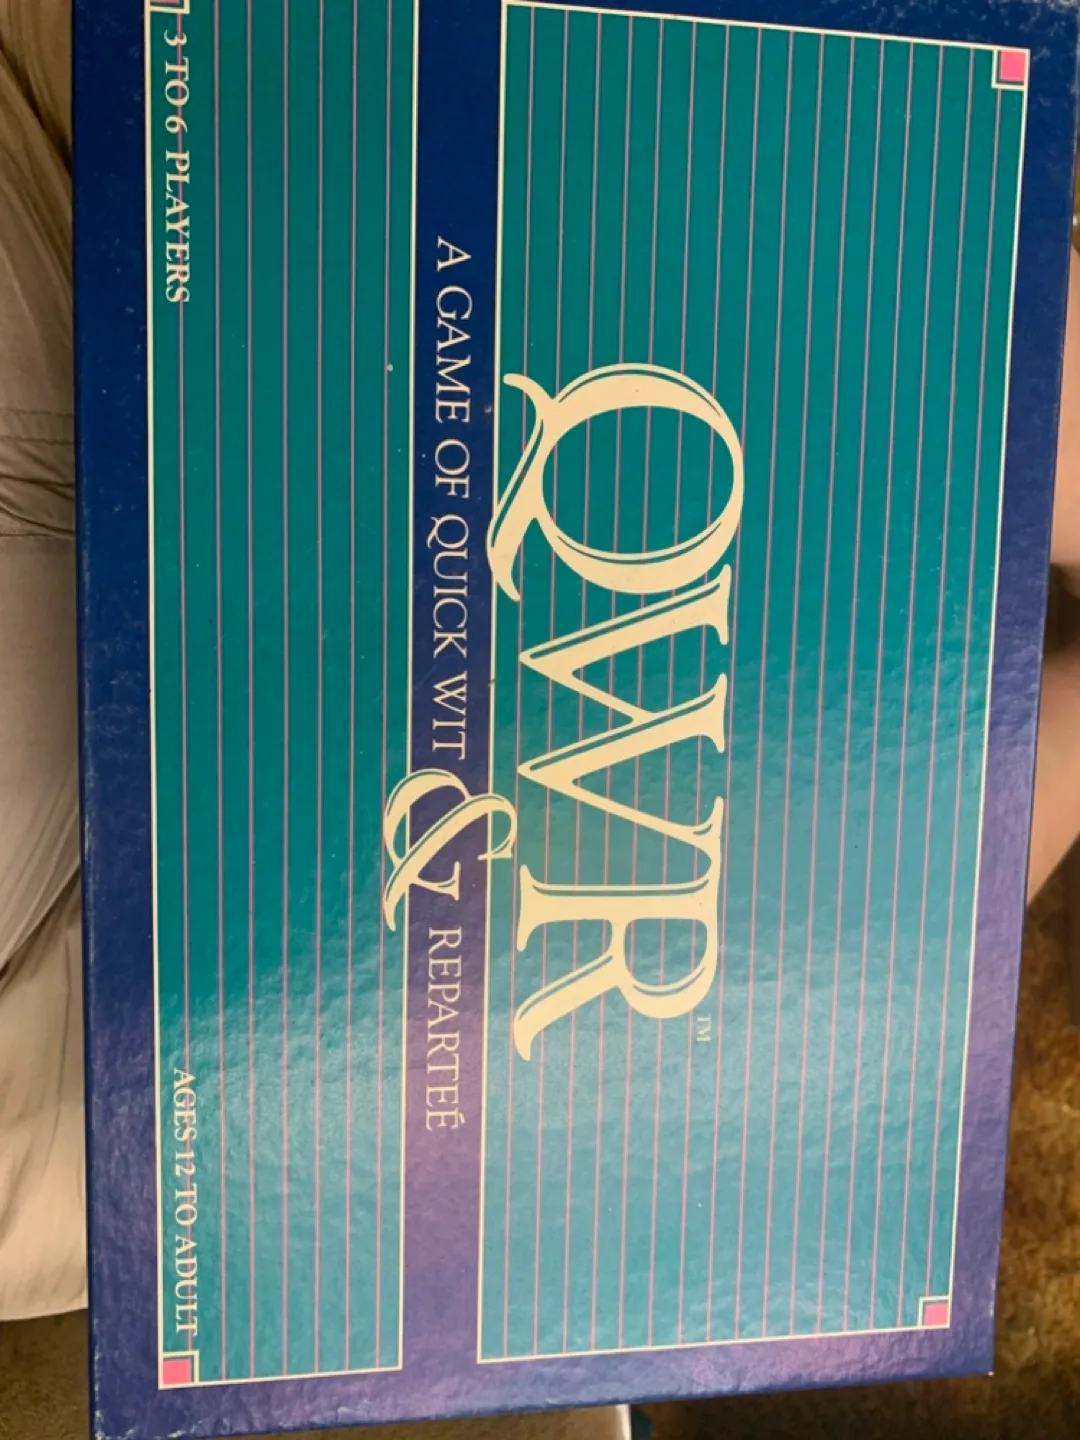 QWR™
A GAME OF QUICK WIT & REPARTEÉ
3 TO 6 PLAYERS
AGES 12 TO ADULT